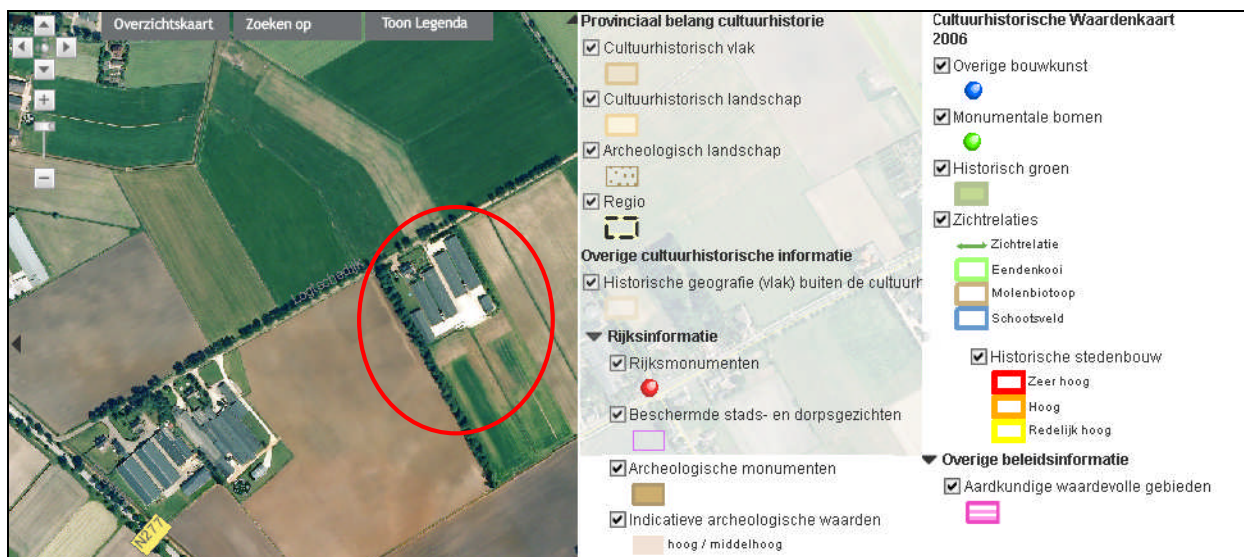 Overzichtskaart
Zoeken op
Toon Legenda
N277
Provinciaal belang cultuurhistorie
Cultuurhistorisch vlak
Cultuurhistorisch landschap
Archeologisch landschap
Regio
Overige cultuurhistorische informatie
Historische geografie (vlak) buiten de cultuurh
Rijksinformatie
Rijksmonumenten
Beschermde stads- en dorpsgezichten
Archeologische monumenten
Indicatieve archeologische waarden
hoog / middelhoog
Cultuurhistorische Waardenkaart
2006
Overige bouwkunst
Monumentale bomen
Historisch groen
Zichtrelaties
Zichtrelatie
Eendenkooi
Molenbiotoop
Schootsveld
Historische stedenbouw
Zeer hoog
Hoog
Redelijk hoog
Overige beleidsinformatie
Aardkundige waardevolle gebieden